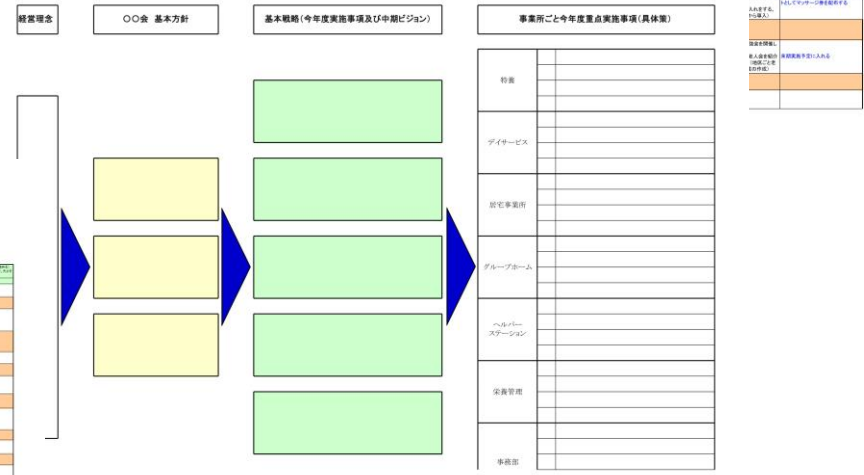 経営理念
〇〇会 基本方針
基本戦略(今年度実施事項及び中期ビジョン)
事業所ごと今年度重点実施事項(具体策)
特養
デイサービス
居宅事業所
グループホーム
ヘルパー
ステーション
栄養管理
事務部
としてマッサージ券を配布する
来期実施予定に入れる